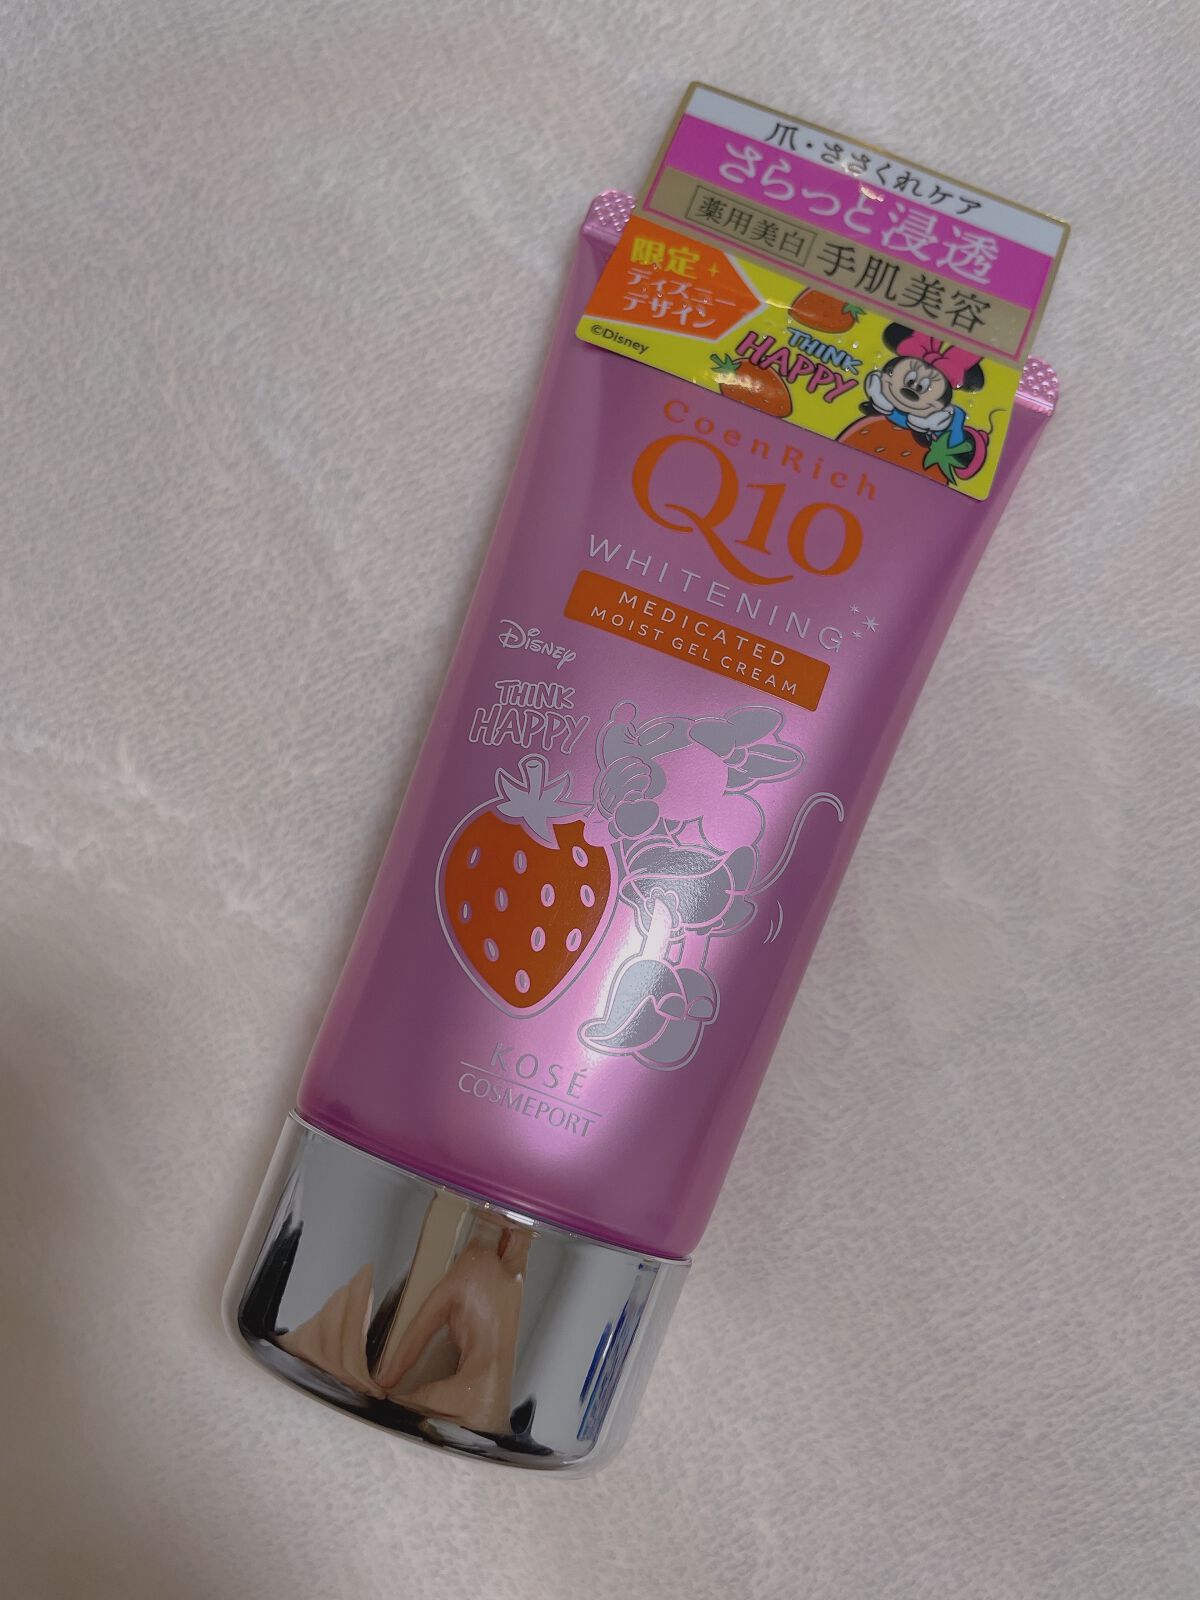 爪・ささくれケア
さらっと浸透
薬用美白 手肌美容
限定
ディズニー
デザイン
©Disney
THINK
HAPPY
CoenRich
Q10
WHITENING
MEDICATED
MOIST GEL CREAM
Disney
THINK
HAPPY
KOSÉ
COSMEPORT